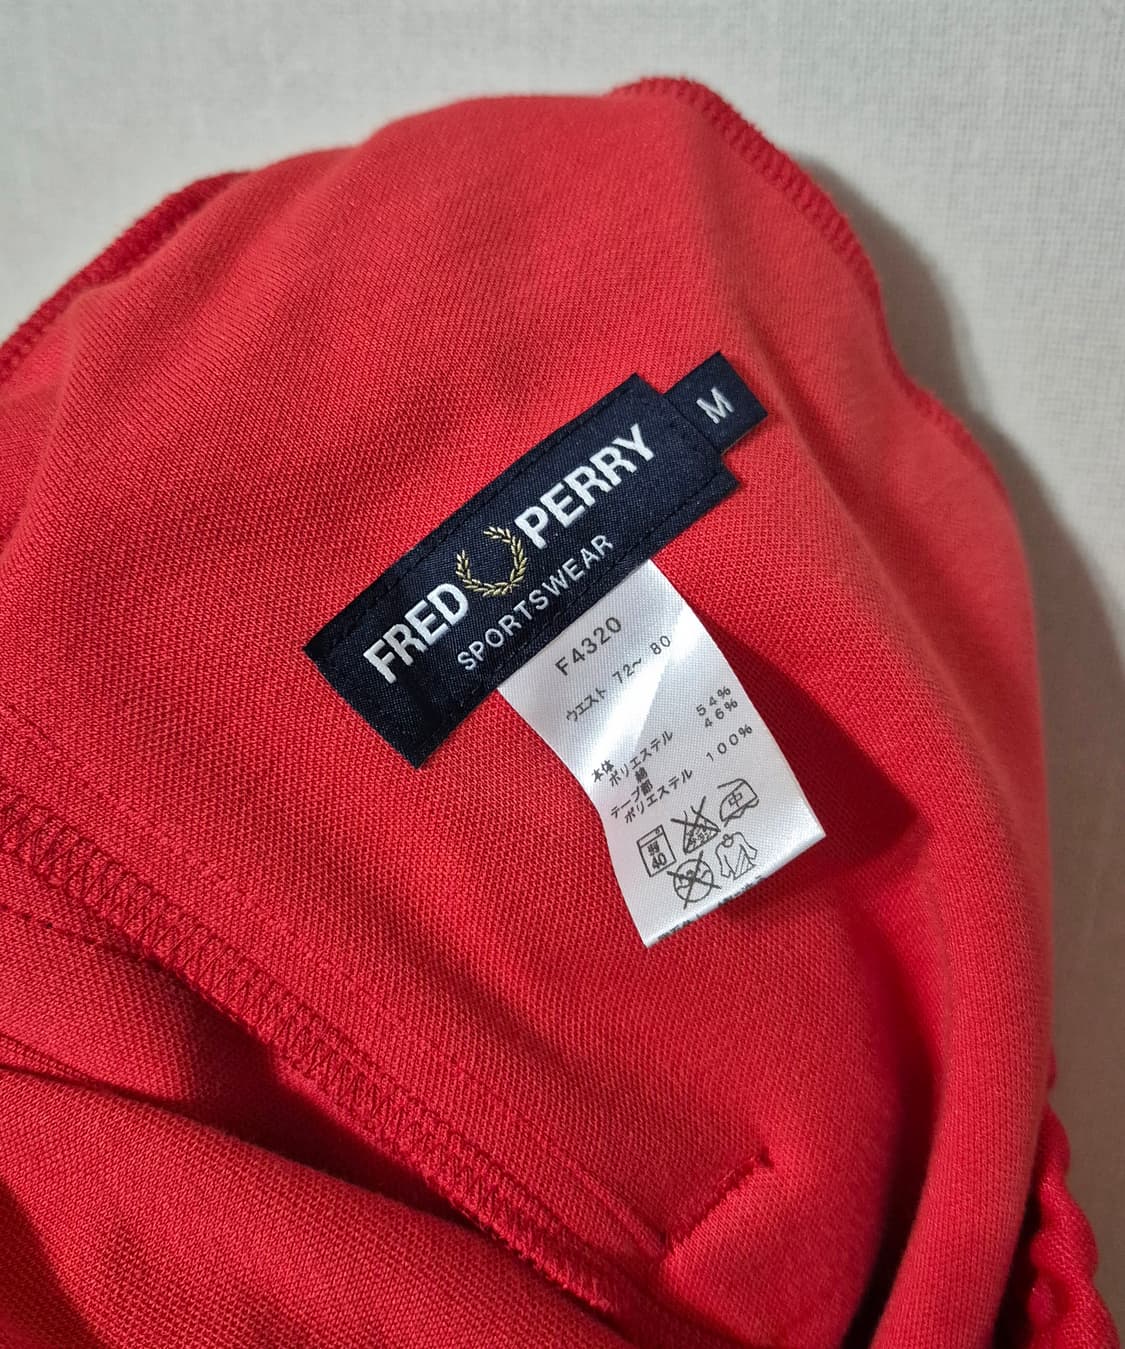 M
FRED PERRY
SPORTSWEAR
F4320
ウエスト 72~ 80
本体
ポリエステル 54%
綿 46%
テープ部
ポリエステル 100%
弱
40
中